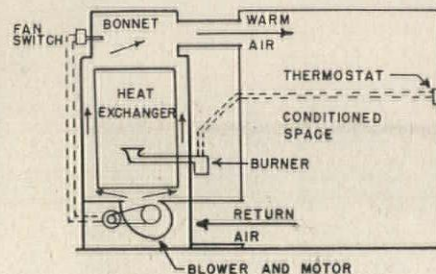 BONNET
WARM
AIR
FAN
SWITCH
THERMOSTAT
HEAT
EXCHANGER
CONDITIONED
SPACE
BURNER
RETURN
AIR
BLOWER AND MOTOR